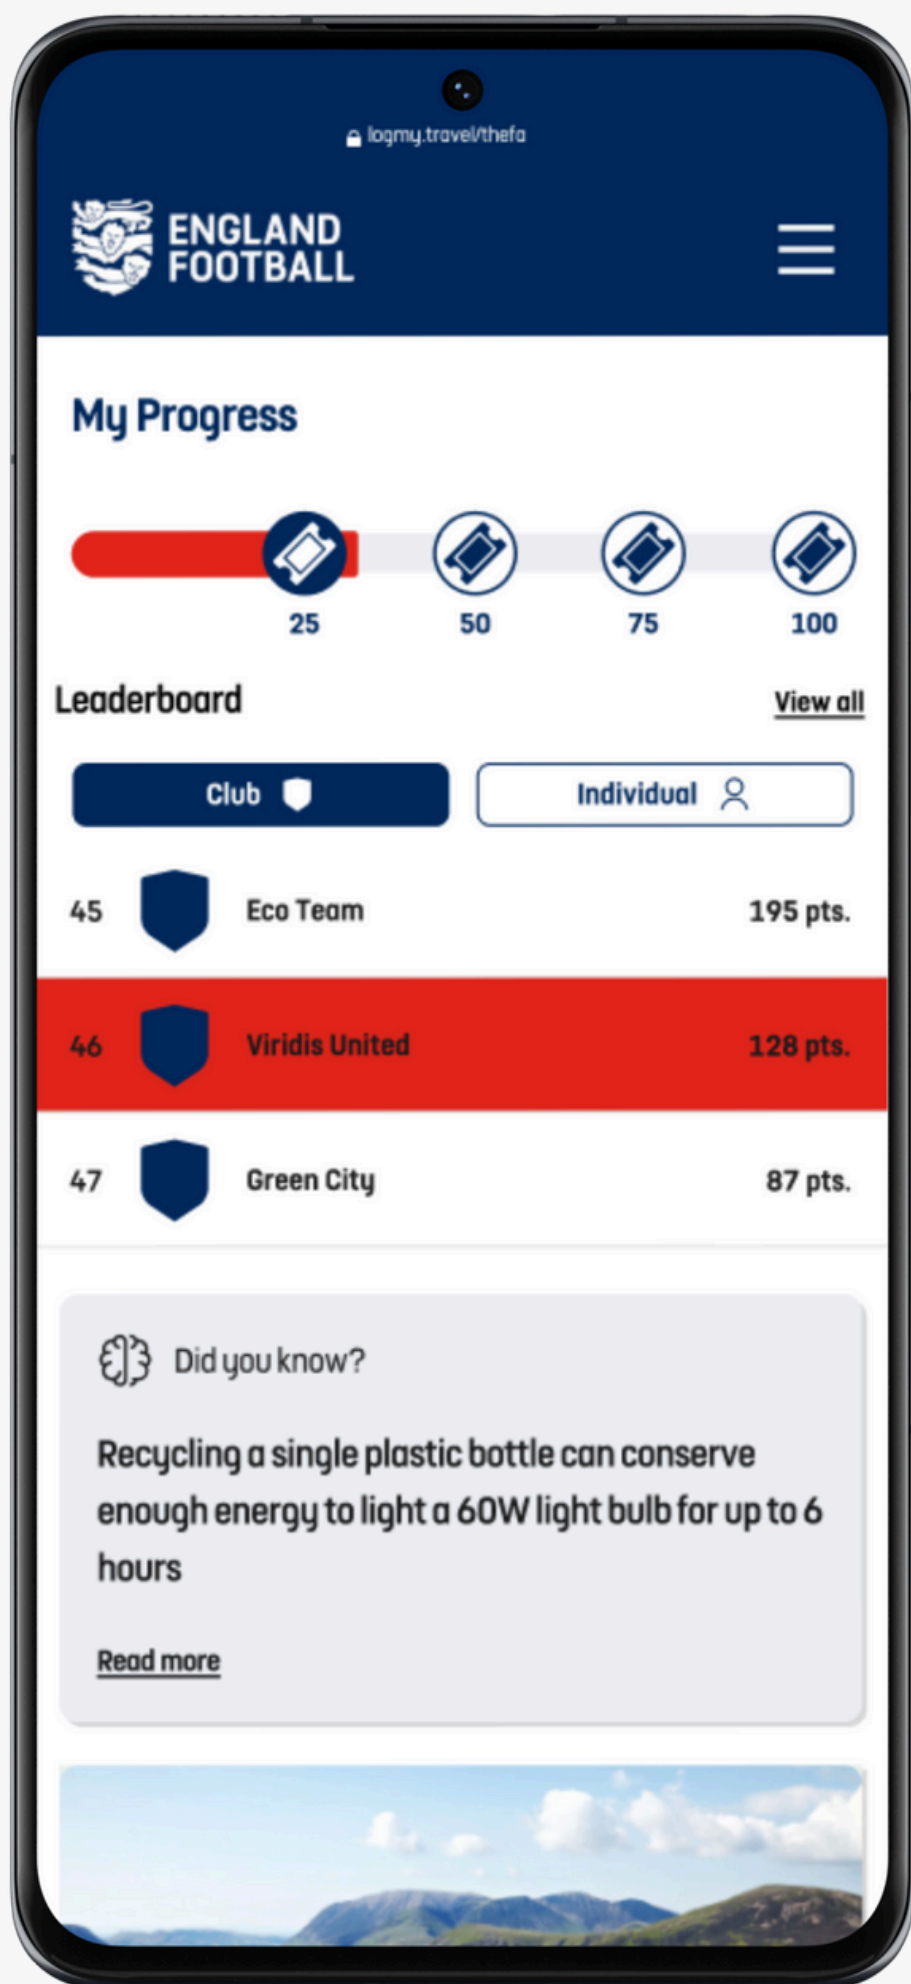 logmy.travel/thefa
ENGLAND
FOOTBALL
My Progress
25 50 75 100
Leaderboard View all
Club Individual
45 Eco Team 195 pts.
46 Viridis United 128 pts.
47 Green City 87 pts.
Did you know?
Recycling a single plastic bottle can conserve
enough energy to light a 60W light bulb for up to 6
hours
Read more